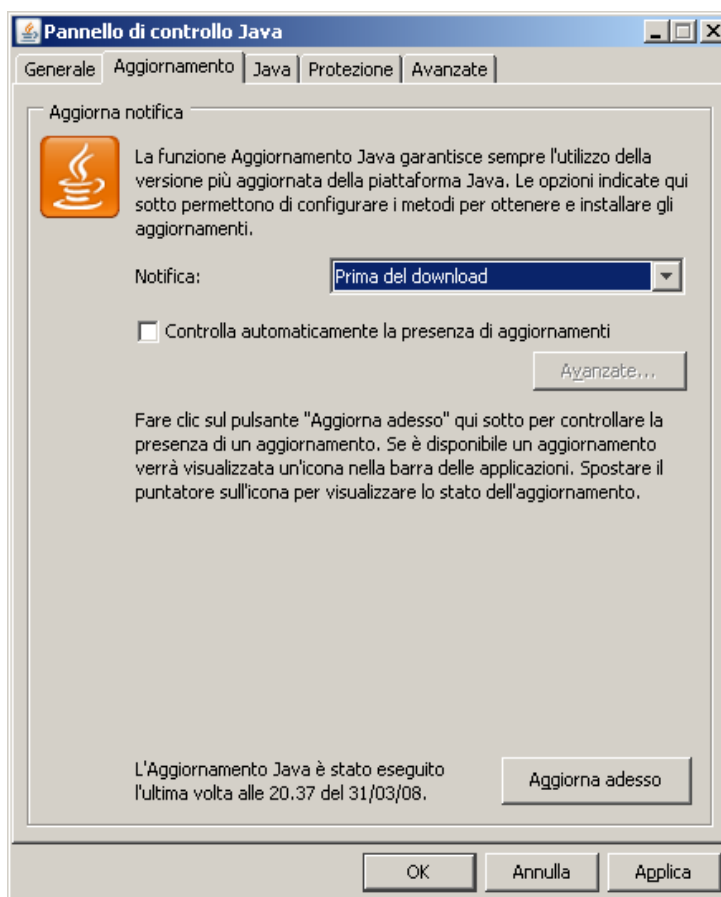 Pannello di controllo Java
Generale Aggiornamento Java Protezione Avanzate
Aggiorna notifica
La funzione Aggiornamento Java garantisce sempre l'utilizzo della
versione più aggiornata della piattaforma Java. Le opzioni indicate qui
sotto permettono di configurare i metodi per ottenere e installare gli
aggiornamenti.
Notifica: Prima del download
Controlla automaticamente la presenza di aggiornamenti
Avanzate...
Fare clic sul pulsante "Aggiorna adesso" qui sotto per controllare la
presenza di un aggiornamento. Se è disponibile un aggiornamento
verrà visualizzata un'icona nella barra delle applicazioni. Spostare il
puntatore sull'icona per visualizzare lo stato dell'aggiornamento.
L'Aggiornamento Java è stato eseguito
l'ultima volta alle 20.37 del 31/03/08.
Aggiorna adesso
OK Annulla Applica